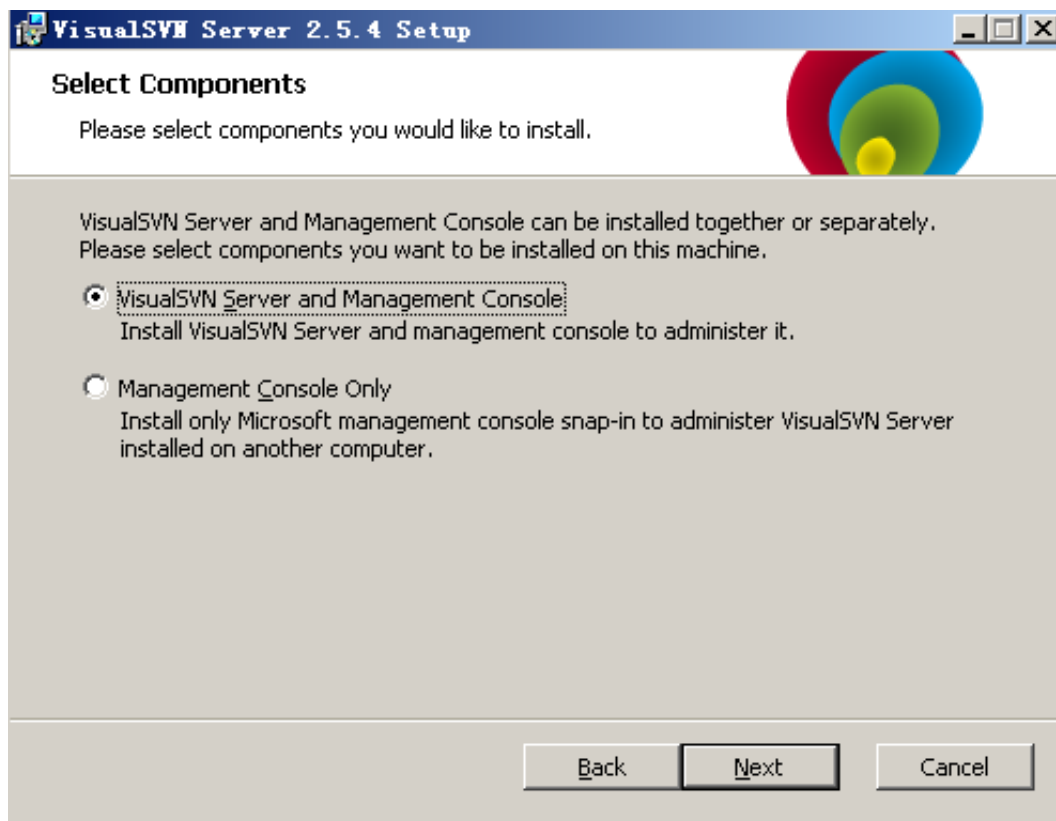 VisualSVN Server 2.5.4 Setup
Select Components
Please select components you would like to install.
VisualSVN Server and Management Console can be installed together or separately.
Please select components you want to be installed on this machine.
VisualSVN Server and Management Console
Install VisualSVN Server and management console to administer it.
Management Console Only
Install only Microsoft management console snap-in to administer VisualSVN Server
installed on another computer.
Back
Next
Cancel